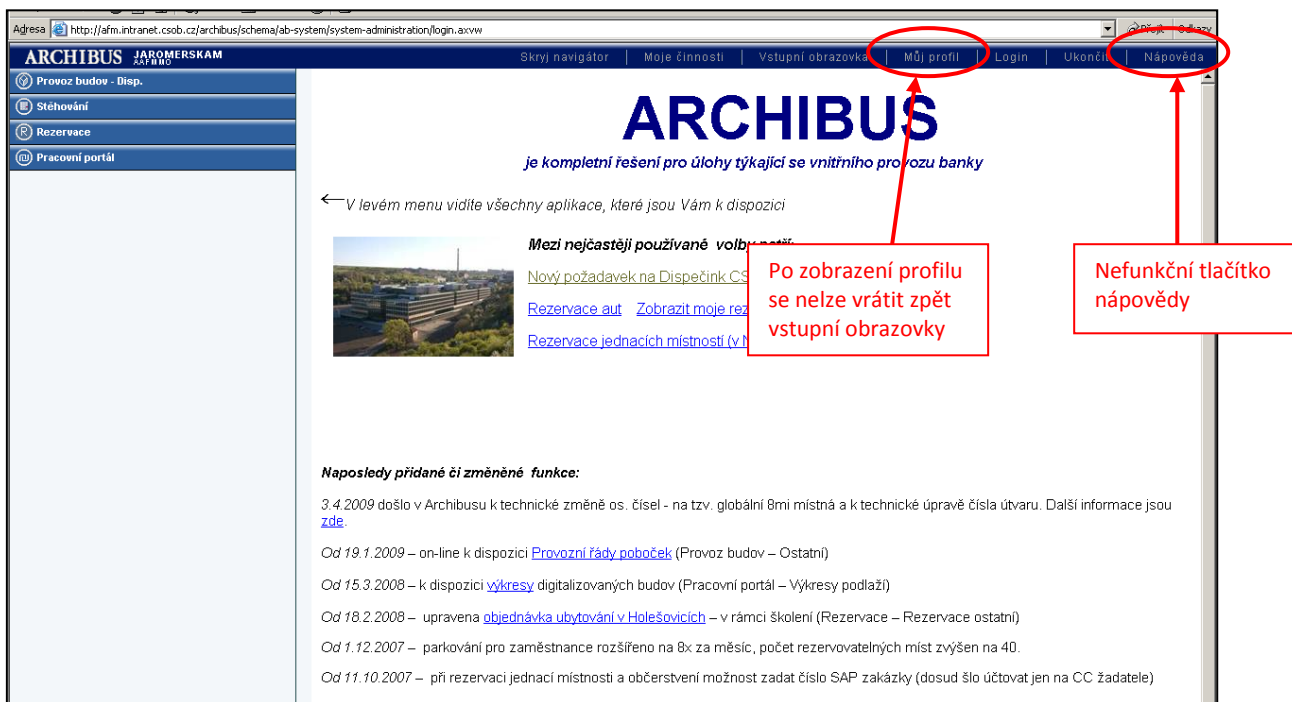 Adresa http://afm.intranet.csob.cz/archibus/schema/ab-system/system-administration/login.axvw Přejít Odkazy
ARCHIBUS JAROMERSKAM Skryj navigátor | Moje činnosti | Vstupní obrazovka | Můj profil | Login | Ukončit | Nápověda
AAFMMO
Provoz budov - Disp.
Stěhování
Rezervace
Pracovní portál
ARCHIBUS
je kompletní řešení pro úlohy týkající se vnitřního provozu banky
V levém menu vidíte všechny aplikace, které jsou Vám k dispozici
Mezi nejčastěji používané volby patří:
Nový požadavek na Dispečink CS
Rezervace aut Zobrazit moje rez
Rezervace jednacích místností (v N
Po zobrazení profilu
se nelze vrátit zpět
vstupní obrazovky
Nefunkční tlačítko
nápovědy
Naposledy přidané či změněné funkce:
3.4.2009 došlo v Archibusu k technické změně os. čísel - na tzv. globální 8mi místná a k technické úpravě čísla útvaru. Další informace jsou
zde.
Od 19.1.2009 – on-line k dispozici Provozní řády poboček (Provoz budov – Ostatní)
Od 15.3.2008 – k dispozici výkresy digitalizovaných budov (Pracovní portál – Výkresy podlaží)
Od 18.2.2008 – upravena objednávka ubytování v Holešovicích – v rámci školení (Rezervace – Rezervace ostatní)
Od 1.12.2007 – parkování pro zaměstnance rozšířeno na 8x za měsíc, počet rezervovatelných míst zvýšen na 40.
Od 11.10.2007 – při rezervaci jednací místnosti a občerstvení možnost zadat číslo SAP zakázky (dosud šlo účtovat jen na CC žadatele)